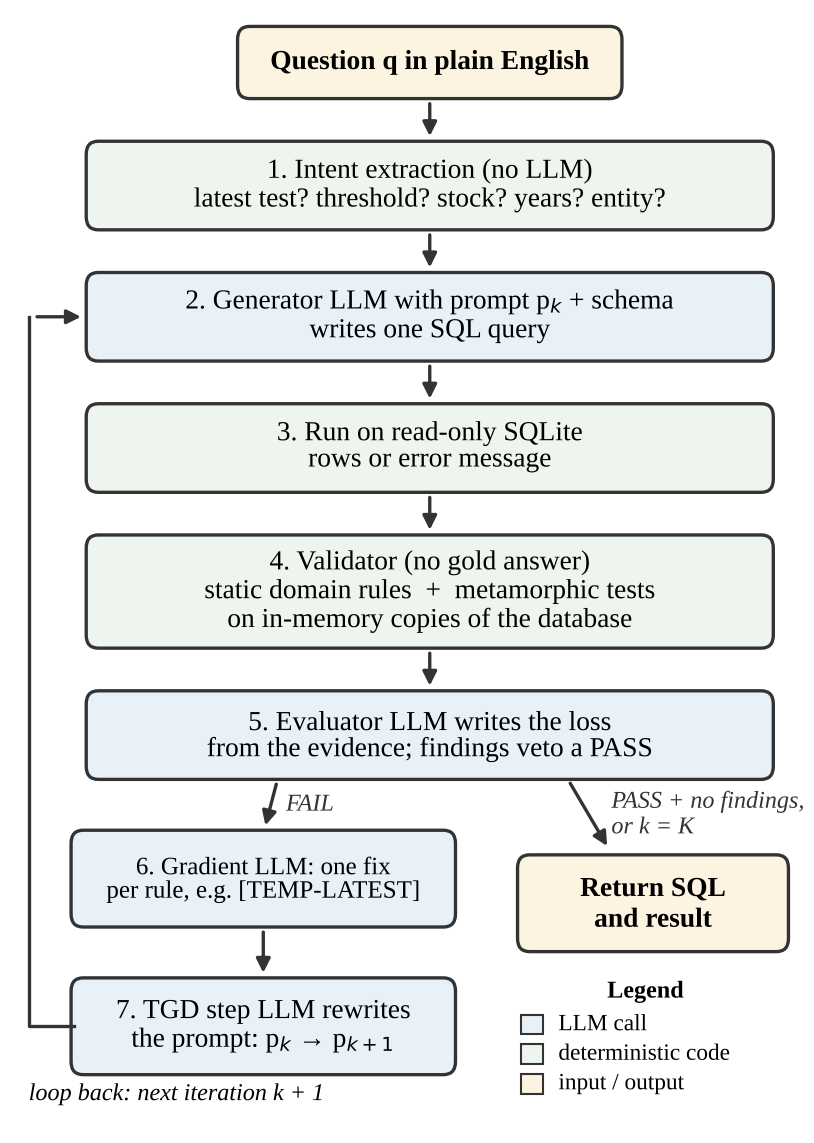 Question q in plain English
1. Intent extraction (no LLM)
latest test? threshold? stock? years? entity?
2. Generator LLM with prompt pₖ + schema
writes one SQL query
3. Run on read-only SQLite
rows or error message
4. Validator (no gold answer)
static domain rules + metamorphic tests
on in-memory copies of the database
5. Evaluator LLM writes the loss
from the evidence; findings veto a PASS
FAIL
PASS + no findings,
or k = K
6. Gradient LLM: one fix
per rule, e.g. [TEMP-LATEST]
Return SQL
and result
7. TGD step LLM rewrites
the prompt: pₖ → pₖ₊₁
loop back: next iteration k + 1
Legend
LLM call
deterministic code
input / output